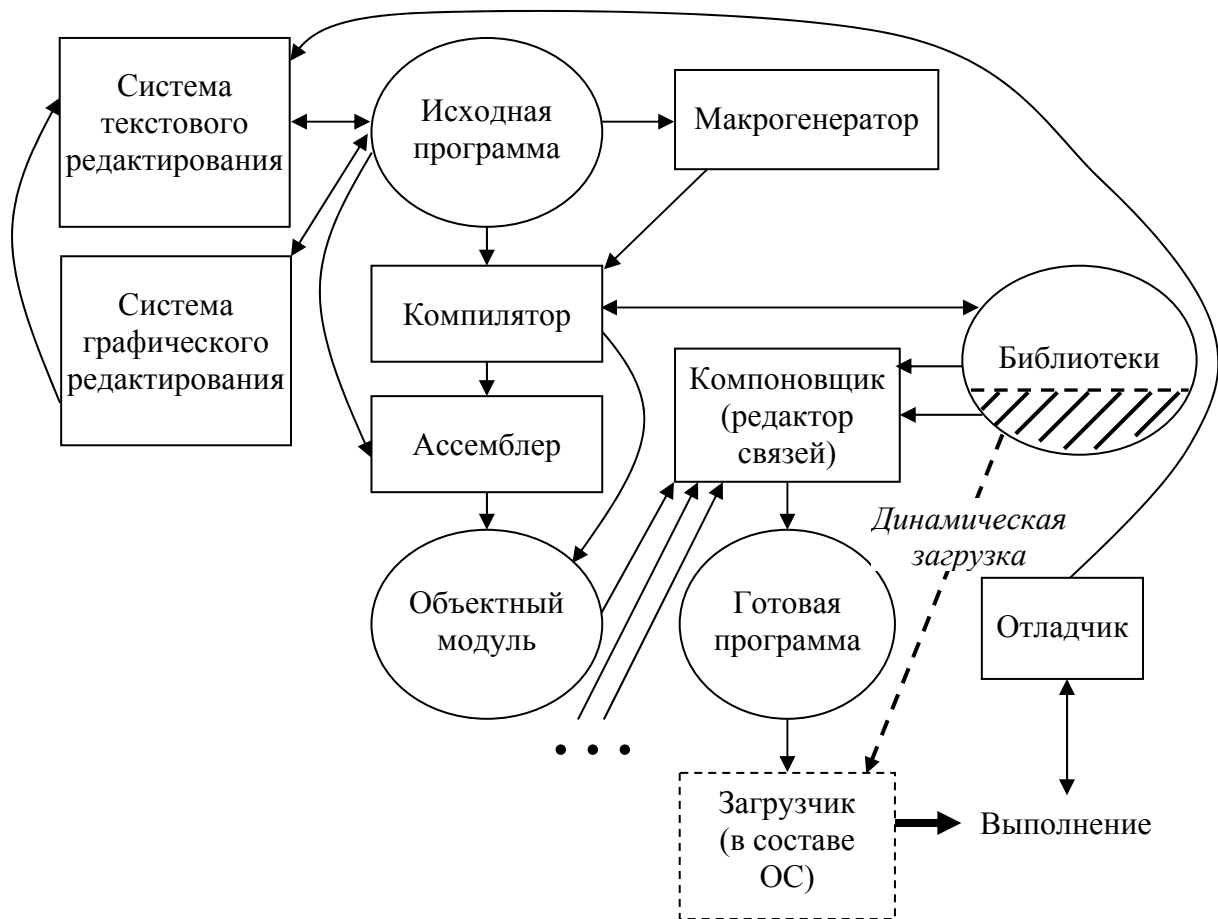 Система
текстового
редактирования
Исходная
программа
Макрогенератор
Система
графического
редактирования
Компилятор
Библиотеки
Компоновщик
(редактор
связей)
Ассемблер
Динамическая
загрузка
Объектный
модуль
Готовая
программа
Отладчик
• • •
Загрузчик
(в составе
ОС)
Выполнение